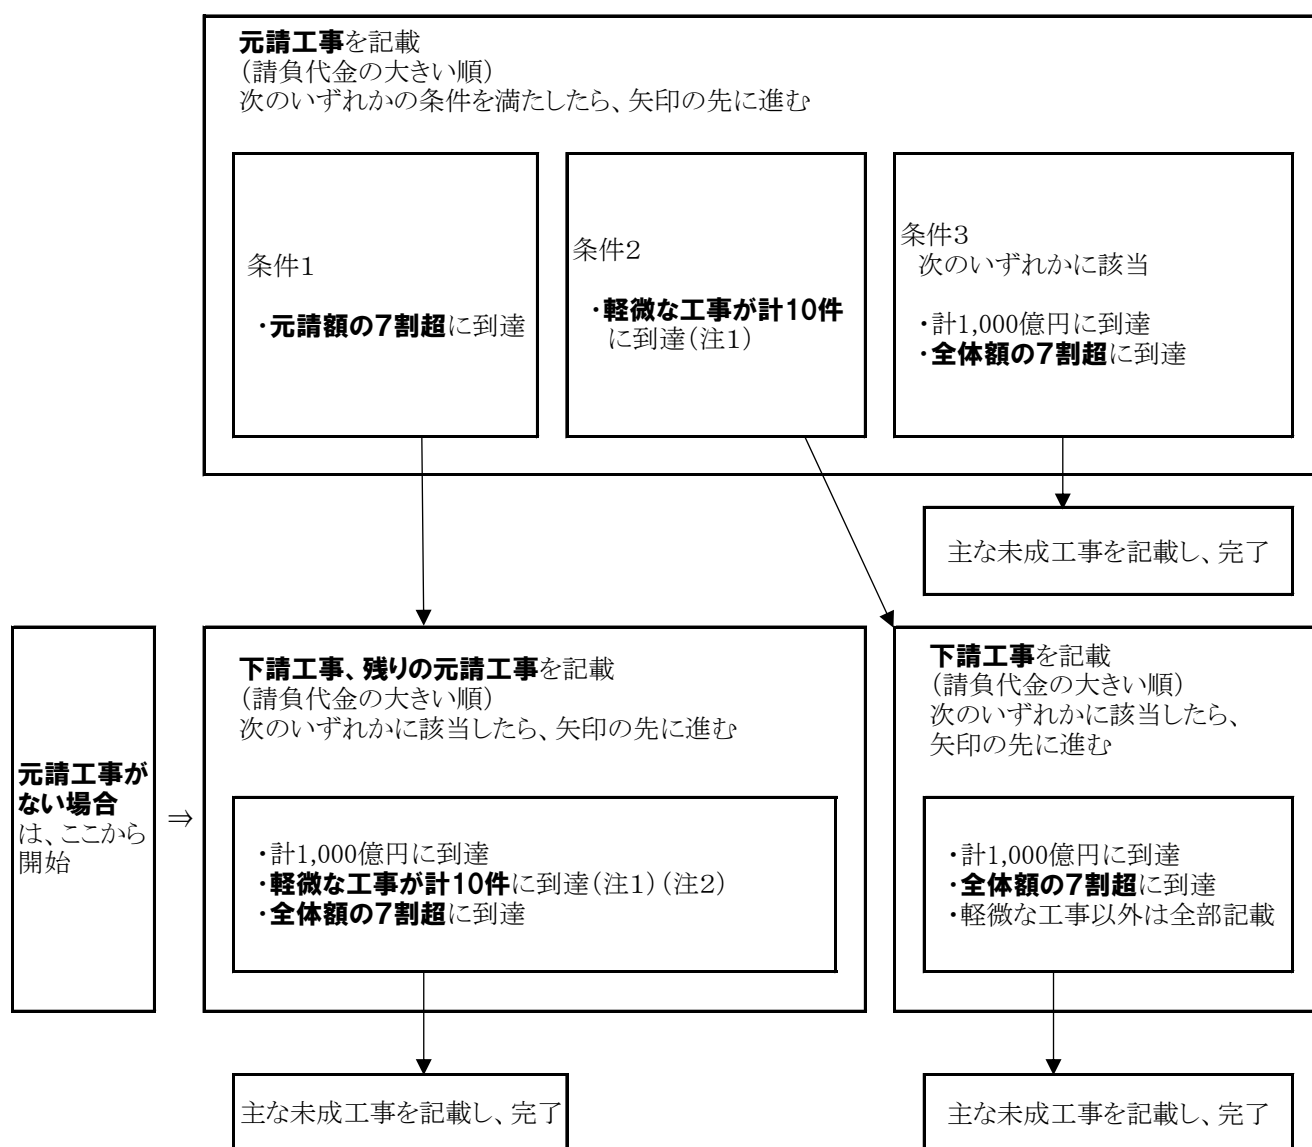 元請工事を記載
(請負代金の大きい順)
次のいずれかの条件を満たしたら、矢印の先に進む
条件1
・元請額の7割超に到達
条件2
・軽微な工事が計10件
に到達(注1)
条件3
次のいずれかに該当
・計1,000億円に到達
・全体額の7割超に到達
主な未成工事を記載し、完了
元請工事が
ない場合
は、ここから
開始
⇒
下請工事、残りの元請工事を記載
(請負代金の大きい順)
次のいずれかに該当したら、矢印の先に進む
・計1,000億円に到達
・軽微な工事が計10件に到達(注1)(注2)
・全体額の7割超に到達
下請工事を記載
(請負代金の大きい順)
次のいずれかに該当したら、
矢印の先に進む
・計1,000億円に到達
・全体額の7割超に到達
・軽微な工事以外は全部記載
主な未成工事を記載し、完了
主な未成工事を記載し、完了